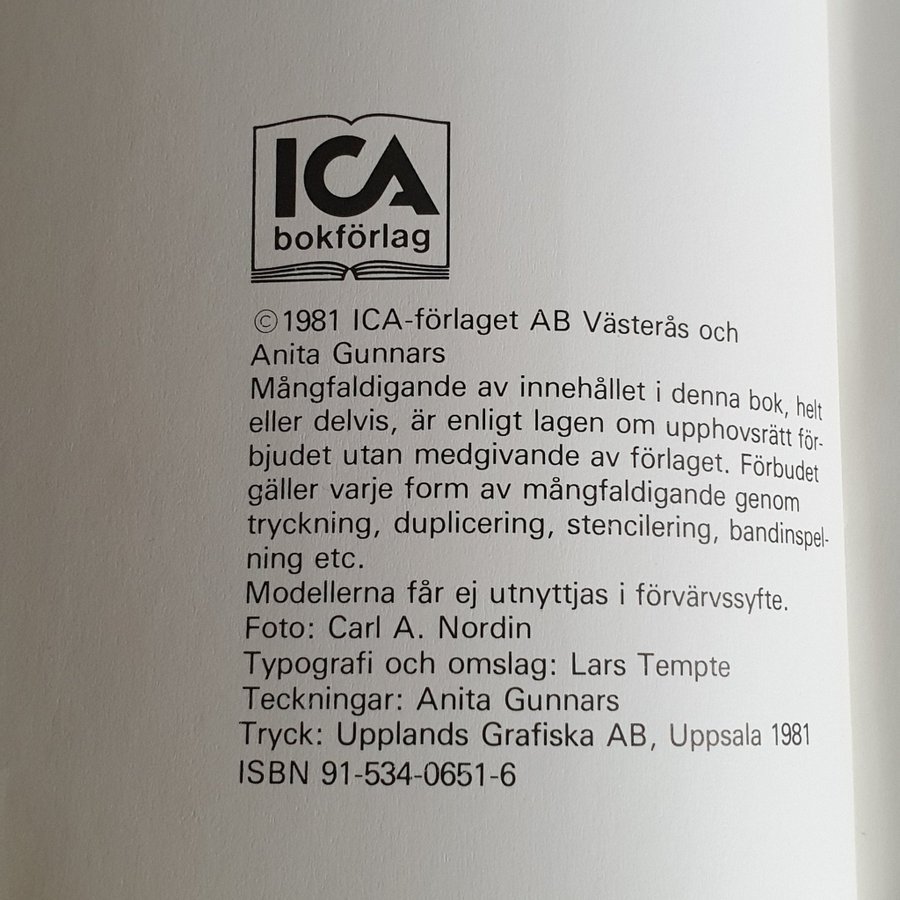 ICA
bokförlag
©1981 ICA-förlaget AB Västerås och
Anita Gunnars
Mångfaldigande av innehållet i denna bok, helt
eller delvis, är enligt lagen om upphovsrätt för-
bjudet utan medgivande av förlaget. Förbudet
gäller varje form av mångfaldigande genom
tryckning, duplicering, stencilering, bandinspel-
ning etc.
Modellerna får ej utnyttjas i förvärvssyfte.
Foto: Carl A. Nordin
Typografi och omslag: Lars Tempte
Teckningar: Anita Gunnars
Tryck: Upplands Grafiska AB, Uppsala 1981
ISBN 91-534-0651-6